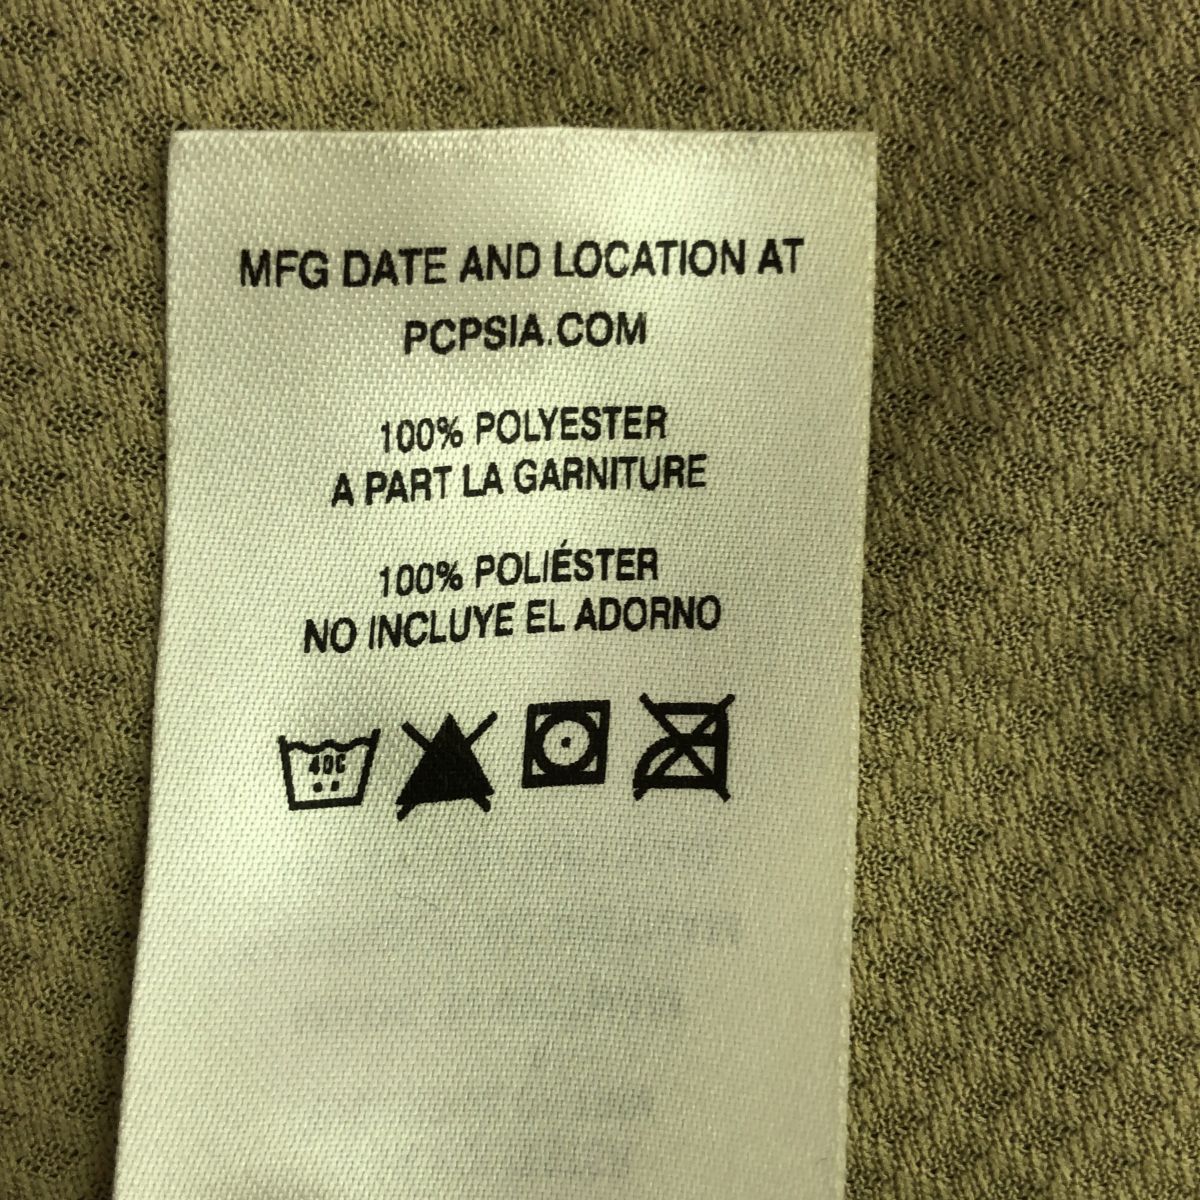 MFG DATE AND LOCATION AT
PCPSIA.COM
100% POLYESTER
A PART LA GARNITURE
100% POLIÉSTER
NO INCLUYE EL ADORNO
40C